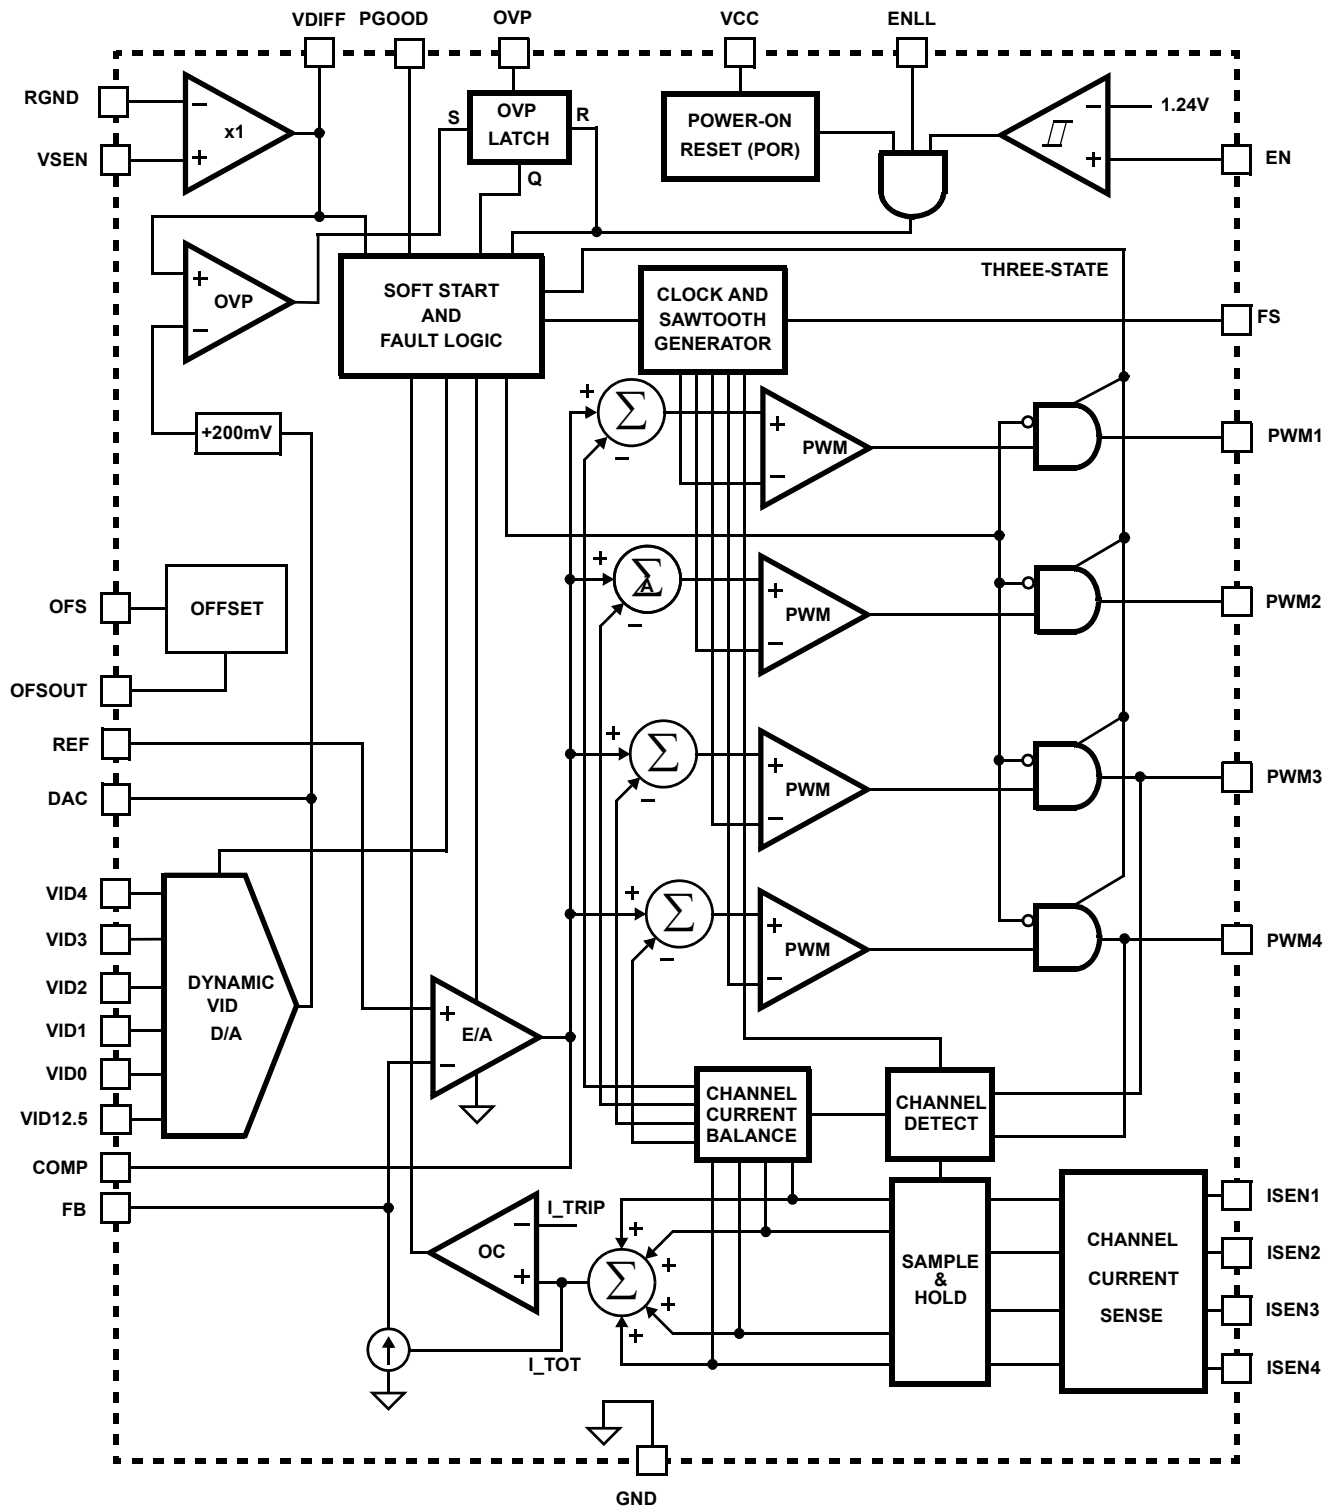 VDIFF PGOOD OVP VCC ENLL
RGND
VSEN
−
x1
+
S
OVP
LATCH
R
Q
POWER-ON
RESET (POR)
−
1.24V
+
EN
+
OVP
−
SOFT START
AND
FAULT LOGIC
THREE-STATE
CLOCK AND
SAWTOOTH
GENERATOR
FS
+200mV
+
Σ
−
+
PWM
−
PWM1
OFS
OFFSET
OFSOUT
+
Σ
A
−
+
PWM
−
PWM2
REF
DAC
+
Σ
−
+
PWM
−
PWM3
VID4
VID3
VID2
VID1
VID0
VID12.5
DYNAMIC
VID
D/A
+
Σ
−
+
PWM
−
PWM4
+
E/A
−
COMP
FB
CHANNEL
CURRENT
BALANCE
CHANNEL
DETECT
−
I_TRIP
OC
+
I_TOT
+
+
Σ
+
+
SAMPLE
&
HOLD
CHANNEL
CURRENT
SENSE
ISEN1
ISEN2
ISEN3
ISEN4
GND